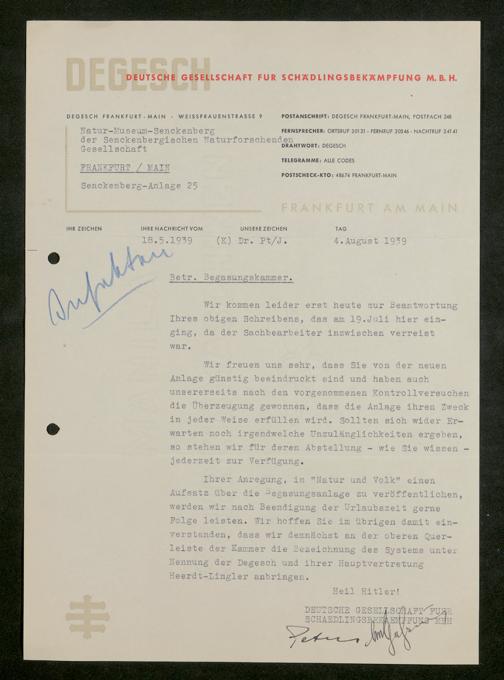 DEGESCH
DEUTSCHE GESELLSCHAFT FÜR SCHÄDLINGSBEKÄMPFUNG M.B.H.
DEGESCH FRANKFURT-MAIN · WEISSFRAUENSTRASSE 9
Natur-Museum-Senckenberg
der Senckenbergischen Naturforschenden
Gesellschaft
FRANKFURT / MAIN
Senckenberg-Anlage 25
POSTANSCHRIFT: DEGESCH FRANKFURT-MAIN, POSTFACH 248
FERNSPRECHER: ORTSRUF 20131 - FERNRUF 20246 - NACHTRUF 24141
DRAHTWORT: DEGESCH
TELEGRAMME: ALLE CODES
POSTSCHECK-KTO: 48674 FRANKFURT-MAIN
FRANKFURT AM MAIN
IHR ZEICHEN IHRE NACHRICHT VOM UNSERE ZEICHEN TAG
18.5.1939 (K) Dr. Pt/J. 4.August 1939
Betr. Begasungskammer.
Wir kommen leider erst heute zur Beantwortung
Ihres obigen Schreibens, das am 19.Juli hier ein-
ging, da der Sachbearbeiter inzwischen verreist
war.
Wir freuen uns sehr, dass Sie von der neuen
Anlage günstig beeindruckt sind und haben auch
unsererseits nach den vorgenommenen Kontrollversuchen
die Überzeugung gewonnen, dass die Anlage ihren Zweck
in jeder Weise erfüllen wird. Sollten sich wider Er-
warten noch irgendwelche Unzulänglichkeiten ergeben,
so stehen wir für deren Abstellung - wie Sie wissen -
jederzeit zur Verfügung.
Ihrer Anregung, in "Natur und Volk" einen
Aufsatz über die Begasungsanlage zu veröffentlichen,
werden wir nach Beendigung der Urlaubszeit gerne
Folge leisten. Wir hoffen Sie im übrigen damit ein-
verstanden, dass wir demnächst an der oberen Quer-
leiste der Kammer die Bezeichnung des Systems unter
Nennung der Degesch und ihrer Hauptvertretung
Heerdt-Lingler anbringen.
Heil Hitler!
DEUTSCHE GESELLSCHAFT FUER
SCHAEDLINGSBEKAEMPFUNG MBH
Peters